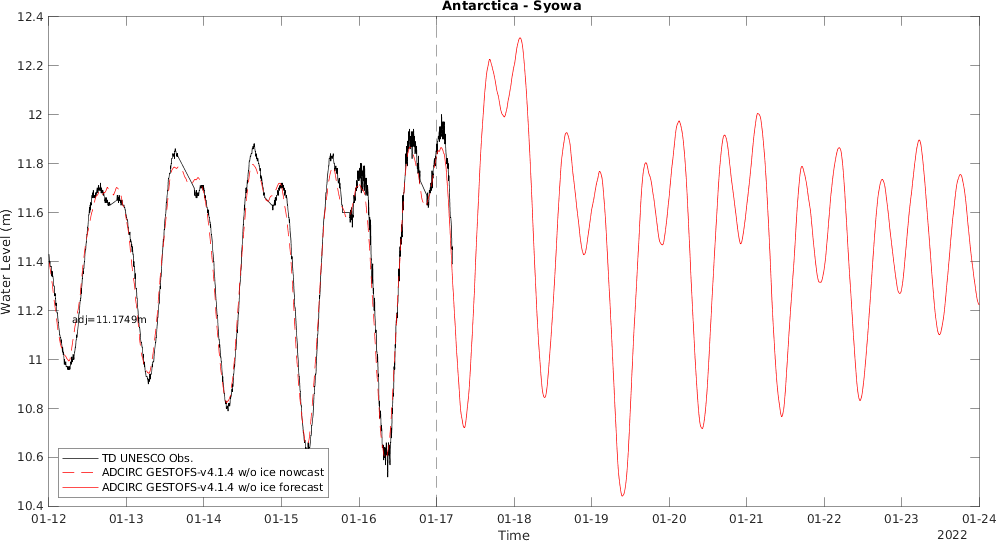 Antarctica - Syowa
Water Level (m)
12.4
12.2
12
11.8
11.6
11.4
11.2
11
10.8
10.6
10.4
adj=11.1749m
TD UNESCO Obs.
ADCIRC GESTOFS-v4.1.4 w/o ice nowcast
ADCIRC GESTOFS-v4.1.4 w/o ice forecast
01-12 01-13 01-14 01-15 01-16 01-17 01-18 01-19 01-20 01-21 01-22 01-23 01-24
Time
2022